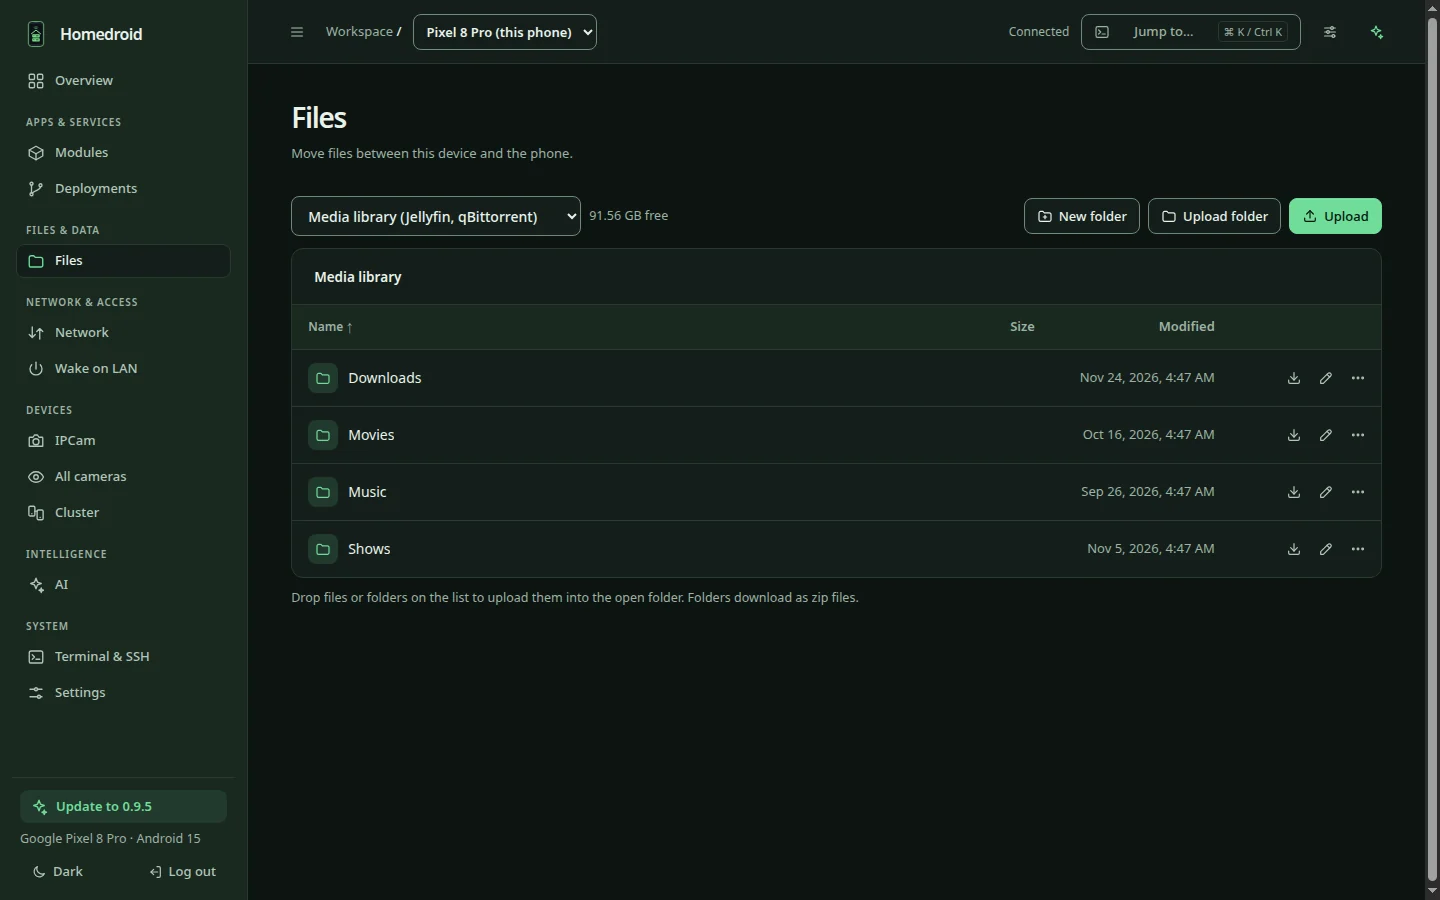 Homedroid
Overview
APPS & SERVICES
Modules
Deployments
FILES & DATA
Files
NETWORK & ACCESS
Network
Wake on LAN
DEVICES
IPCam
All cameras
Cluster
INTELLIGENCE
AI
SYSTEM
Terminal & SSH
Settings
Update to 0.9.5
Google Pixel 8 Pro · Android 15
Dark
Log out
Workspace / Pixel 8 Pro (this phone)
Connected
Jump to... ⌘ K / Ctrl K
Files
Move files between this device and the phone.
Media library (Jellyfin, qBittorrent) 91.56 GB free
New folder
Upload folder
Upload
Media library
Name ↑ Size Modified
Downloads Nov 24, 2026, 4:47 AM
Movies Oct 16, 2026, 4:47 AM
Music Sep 26, 2026, 4:47 AM
Shows Nov 5, 2026, 4:47 AM
Drop files or folders on the list to upload them into the open folder. Folders download as zip files.